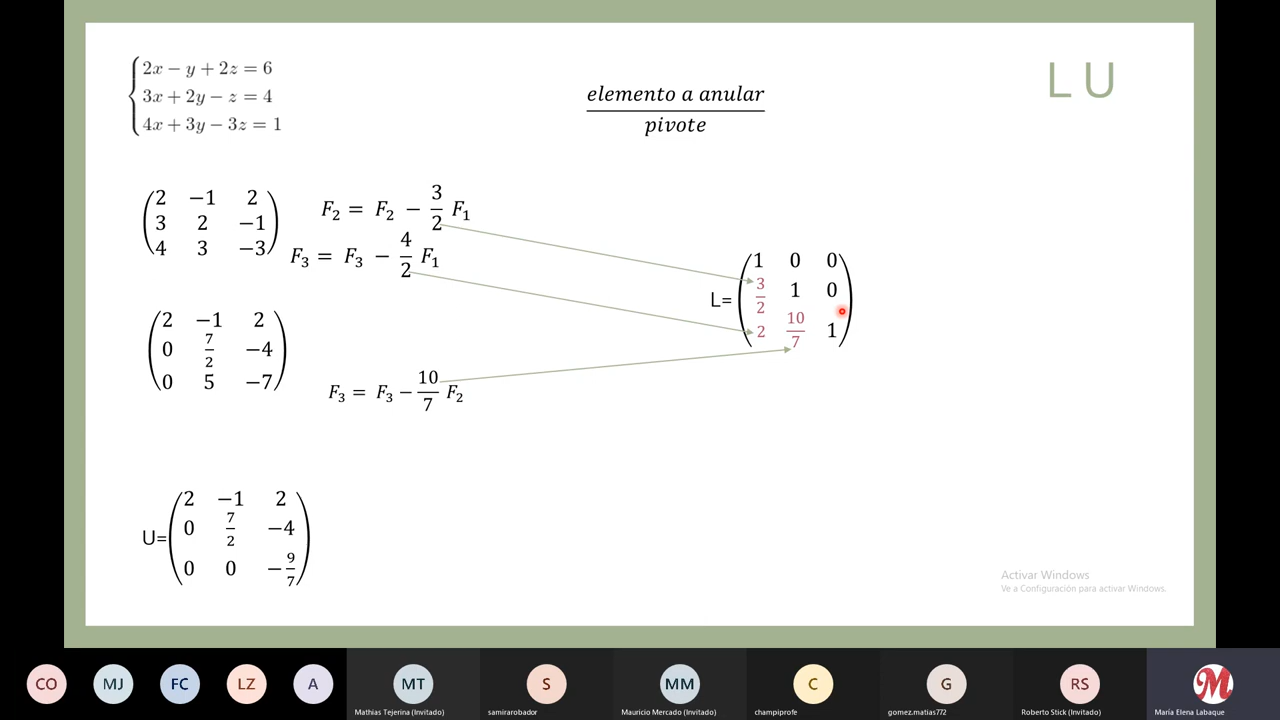 L U
2x − y + 2z = 6
3x + 2y − z = 4
4x + 3y − 3z = 1
elemento a anular
pivote
2 −1 2
3 2 −1
4 3 −3
F₂ = F₂ − 3/2 F₁
F₃ = F₃ − 4/2 F₁
L=
1 0 0
3/2 1 0
2 10/7 1
2 −1 2
0 7/2 −4
0 5 −7
F₃ = F₃ − 10/7 F₂
U=
2 −1 2
0 7/2 −4
0 0 −9/7
Activar Windows
Ve a Configuración para activar Windows.
CO MJ FC LZ A MT S MM C G RS M
Mathias Tejerina (Invitado) samirarobador Mauricio Mercado (Invitado) champiprofe gomez.matias772 Roberto Stick (Invitado) María Elena Labaque